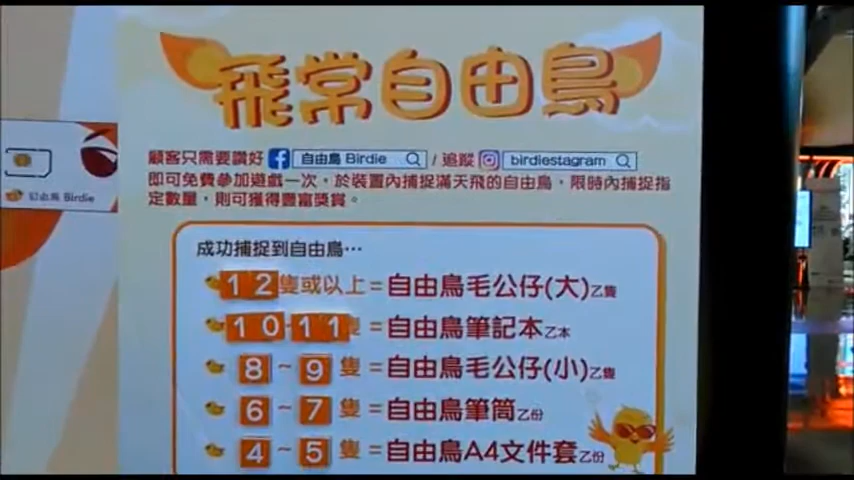 飛常自由鳥
顧客只需要讚好 自由鳥 Birdie / 追蹤 birdiestagram
即可免費參加遊戲一次，於裝置內捕捉滿天飛的自由鳥，限時內捕捉指
定數量，則可獲得豐富獎賞。
自由鳥 Birdie
成功捕捉到自由鳥…
12隻或以上 = 自由鳥毛公仔(大)乙隻
10-11隻 = 自由鳥筆記本乙本
8~9隻 = 自由鳥毛公仔(小)乙隻
6~7隻 = 自由鳥筆筒乙份
4~5隻 = 自由鳥A4文件套乙份